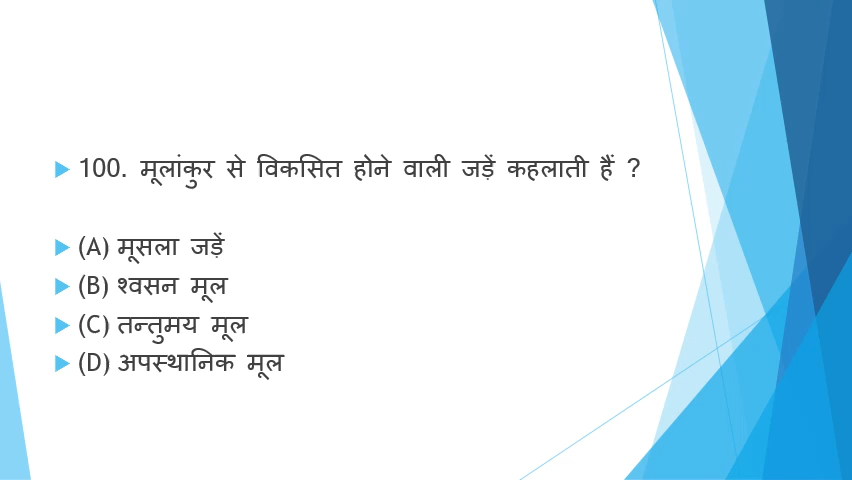 100. मूलांकुर से विकसित होने वाली जड़ें कहलाती हैं ?
(A) मूसला जड़ें
(B) श्वसन मूल
(C) तन्तुमय मूल
(D) अपस्थानिक मूल